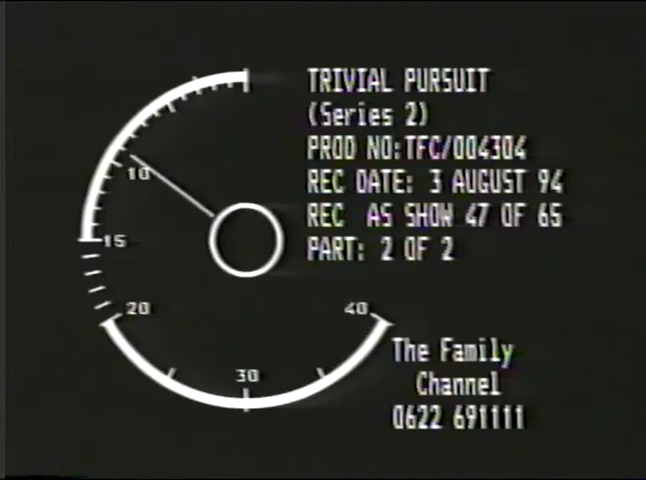 TRIVIAL PURSUIT
(Series 2)
PROD NO:TFC/004304
REC DATE: 3 AUGUST 94
REC AS SHOW 47 OF 65
PART: 2 OF 2
10
15
20
40
30
The Family
Channel
0622 691111